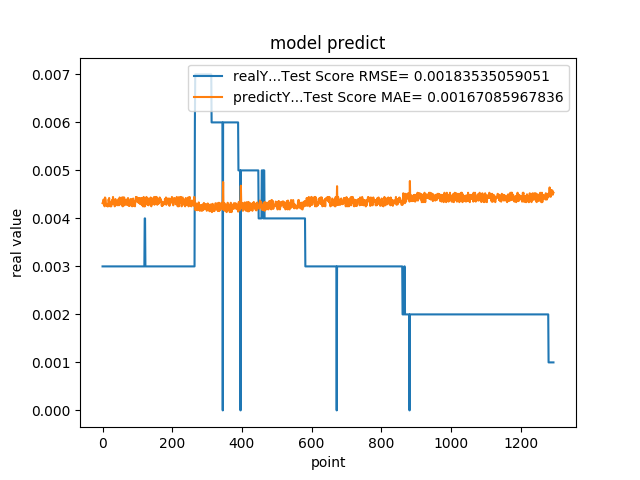 model predict
realY...Test Score RMSE= 0.00183535059051
predictY...Test Score MAE= 0.00167085967836
0.007
0.006
0.005
0.004
0.003
0.002
0.001
0.000
real value
0 200 400 600 800 1000 1200
point